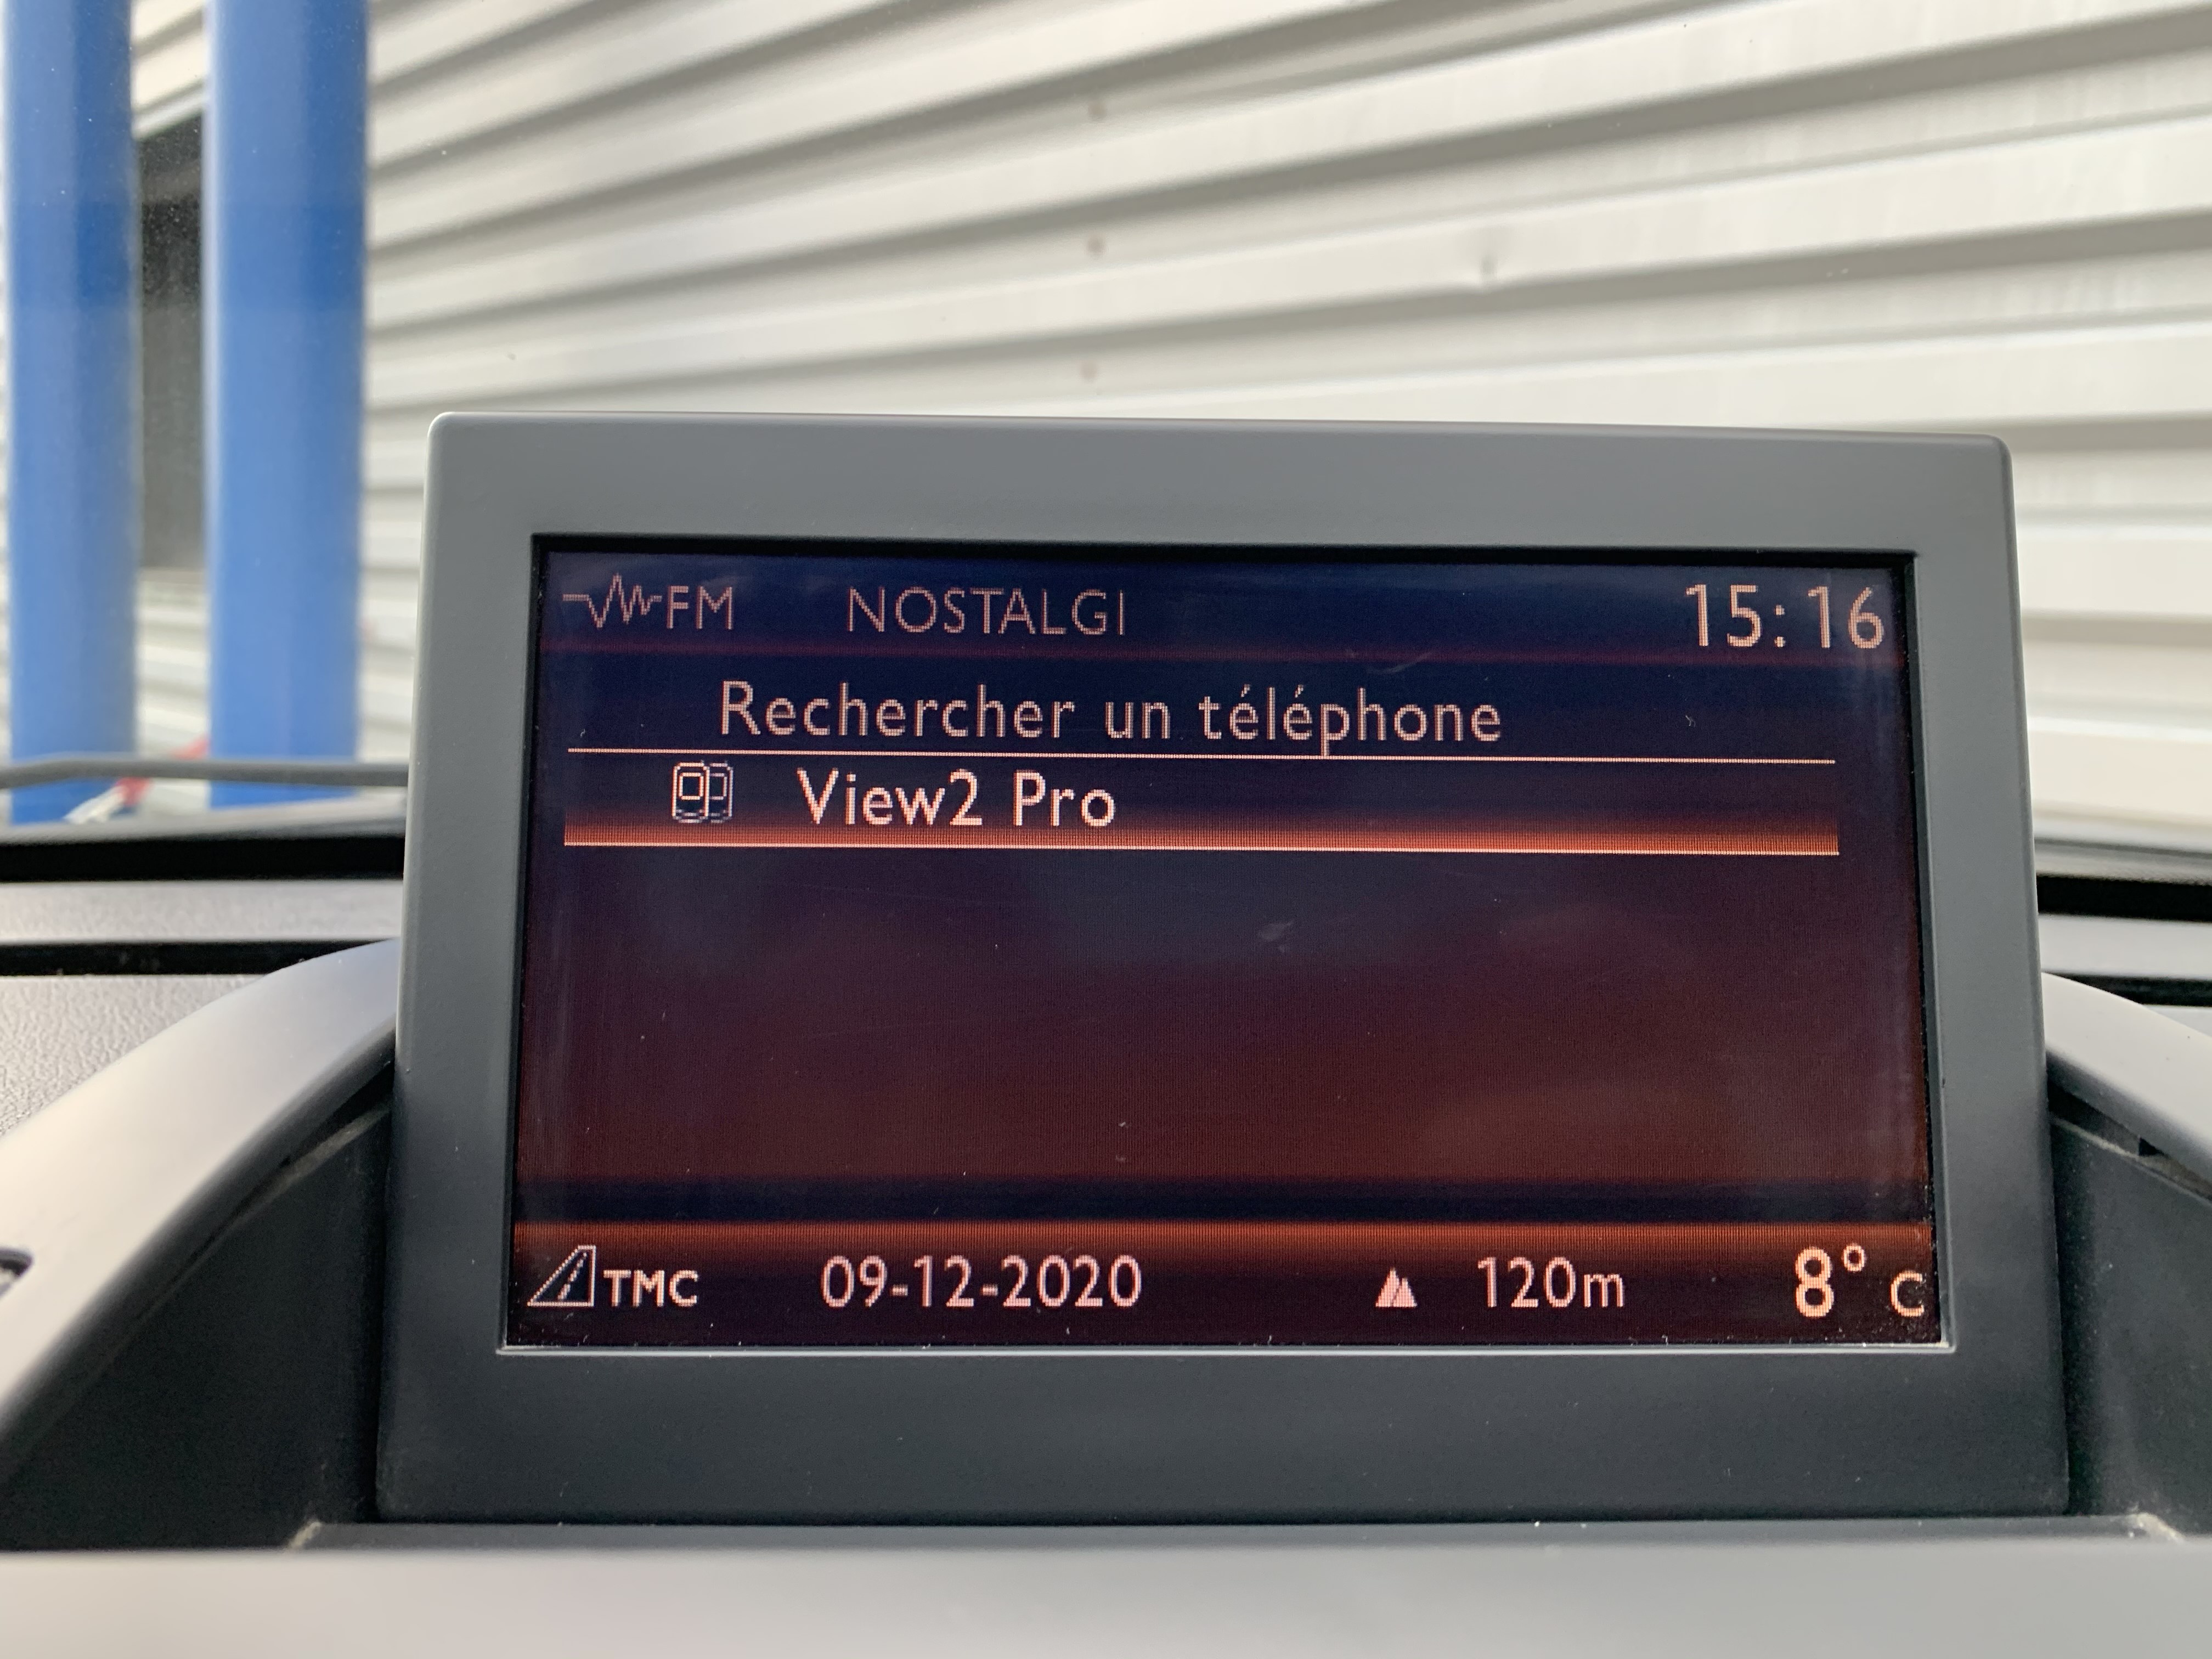 FM NOSTALGI 15:16
Rechercher un téléphone
View2 Pro
TMC 09-12-2020 120m 8° C